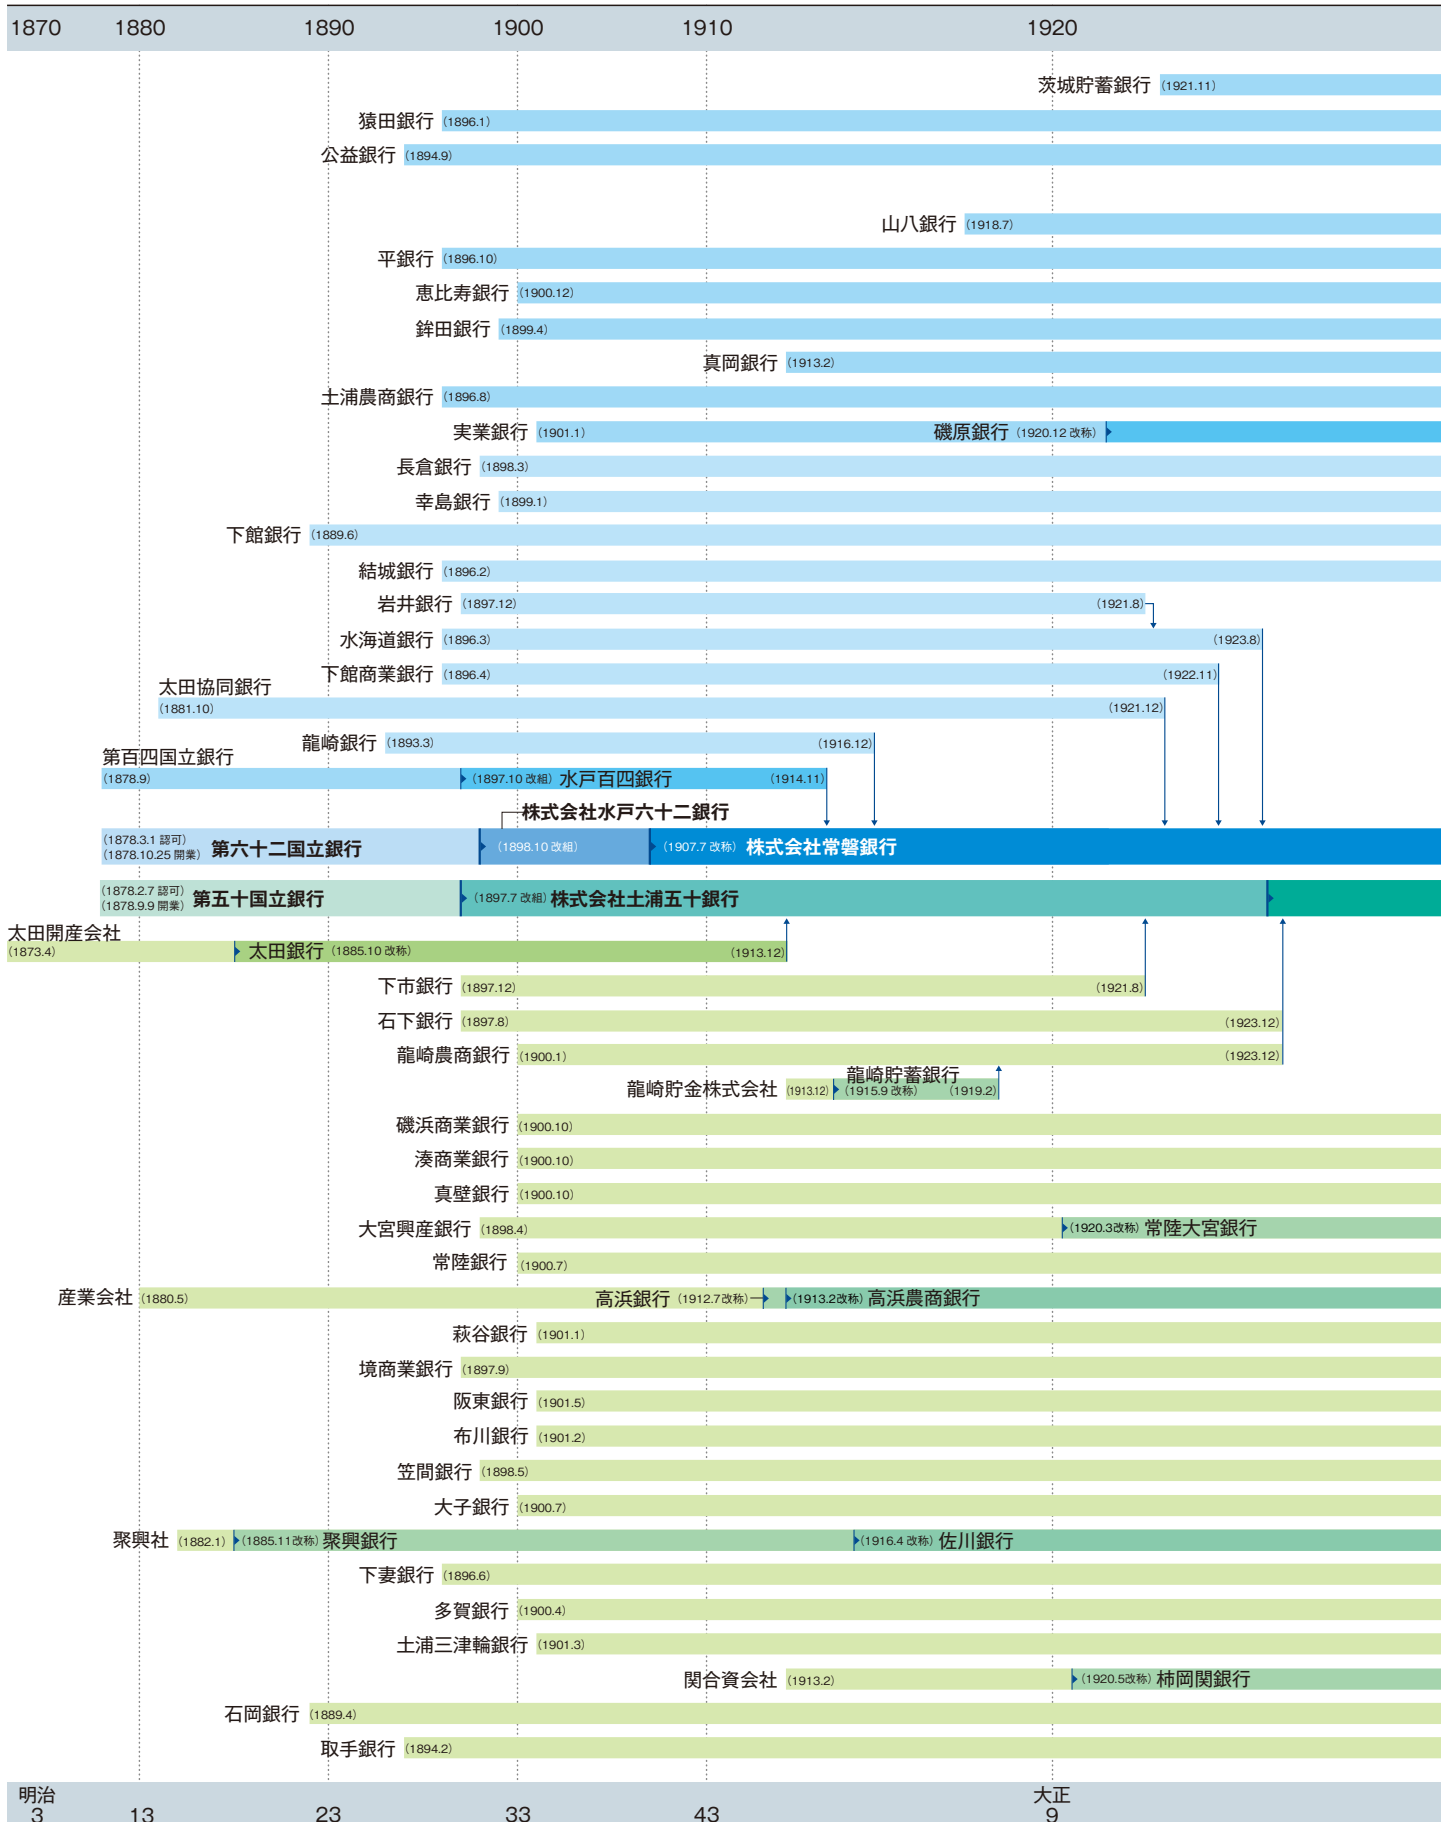 1870 1880 1890 1900 1910 1920
茨城貯蓄銀行 (1921.11)
猿田銀行 (1896.1)
公益銀行 (1894.9)
山八銀行 (1918.7)
平銀行 (1896.10)
恵比寿銀行 (1900.12)
鉾田銀行 (1899.4)
真岡銀行 (1913.2)
土浦農商銀行 (1896.8)
実業銀行 (1901.1) 磯原銀行 (1920.12 改称)
長倉銀行 (1898.3)
幸島銀行 (1899.1)
下館銀行 (1889.6)
結城銀行 (1896.2)
岩井銀行 (1897.12) (1921.8)
水海道銀行 (1896.3) (1923.8)
下館商業銀行 (1896.4) (1922.11)
太田協同銀行
(1881.10) (1921.12)
龍崎銀行 (1893.3) (1916.12)
第百四国立銀行
(1878.9) (1897.10 改組) 水戸百四銀行 (1914.11)
株式会社水戸六十二銀行
(1878.3.1 認可)
(1878.10.25 開業) 第六十二国立銀行 (1898.10 改組) (1907.7 改称) 株式会社常磐銀行
(1878.2.7 認可)
(1878.9.9 開業) 第五十国立銀行 (1897.7 改組) 株式会社土浦五十銀行
太田開産会社
(1873.4) 太田銀行 (1885.10 改称) (1913.12)
下市銀行 (1897.12) (1921.8)
石下銀行 (1897.8) (1923.12)
龍崎農商銀行 (1900.1) (1923.12)
龍崎貯蓄銀行
龍崎貯金株式会社 (1913.12) (1915.9 改称) (1919.2)
磯浜商業銀行 (1900.10)
湊商業銀行 (1900.10)
真壁銀行 (1900.10)
大宮興産銀行 (1898.4) (1920.3改称) 常陸大宮銀行
常陸銀行 (1900.7)
産業会社 (1880.5) 高浜銀行 (1912.7改称) (1913.2改称) 高浜農商銀行
萩谷銀行 (1901.1)
境商業銀行 (1897.9)
阪東銀行 (1901.5)
布川銀行 (1901.2)
笠間銀行 (1898.5)
大子銀行 (1900.7)
聚興社 (1882.1) (1885.11改称) 聚興銀行 (1916.4 改称) 佐川銀行
下妻銀行 (1896.6)
多賀銀行 (1900.4)
土浦三津輪銀行 (1901.3)
関合資会社 (1913.2) (1920.5改称) 柿岡関銀行
石岡銀行 (1889.4)
取手銀行 (1894.2)
明治 大正
3 13 23 33 43 9